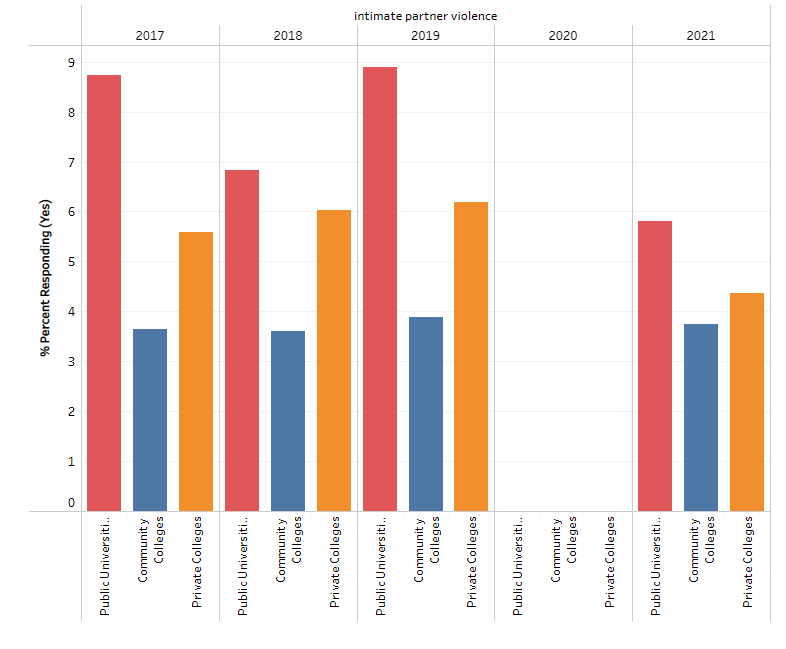 intimate partner violence
2017 2018 2019 2020 2021
% Percent Responding (Yes)
9
8
7
6
5
4
3
2
1
0
Public Universiti..
Community
Colleges
Private Colleges
Public Universiti..
Community
Colleges
Private Colleges
Public Universiti..
Community
Colleges
Private Colleges
Public Universiti..
Community
Colleges
Private Colleges
Public Universiti..
Community
Colleges
Private Colleges